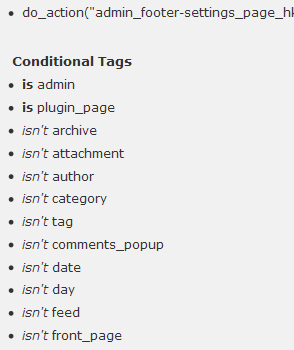 do_action("admin_footer-settings_page_hl
Conditional Tags
is admin
is plugin_page
isn't archive
isn't attachment
isn't author
isn't category
isn't tag
isn't comments_popup
isn't date
isn't day
isn't feed
isn't front_page